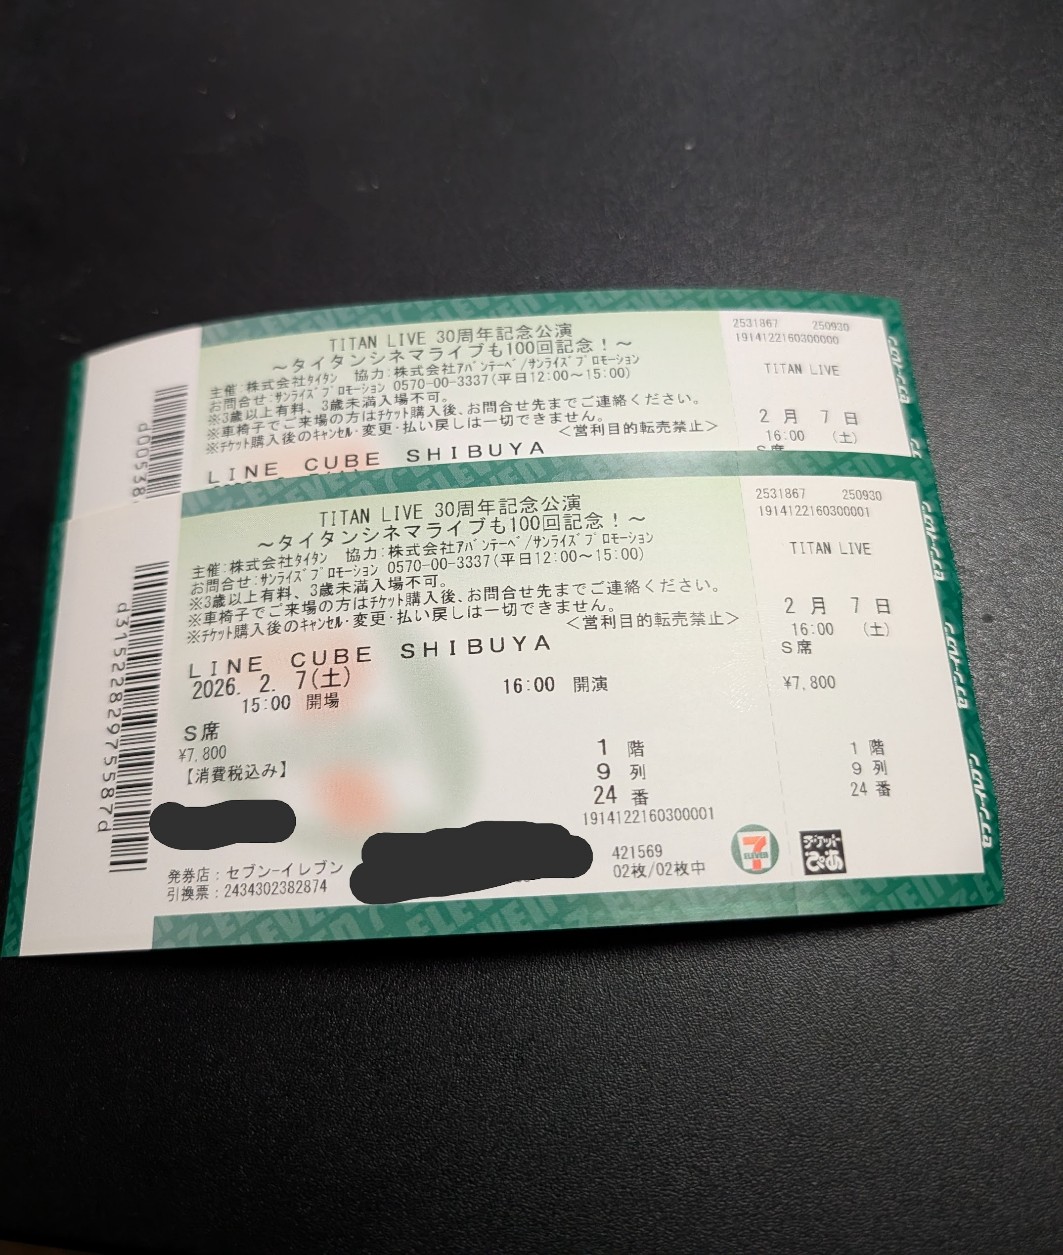 TITAN LIVE 30周年記念公演
~タイタンシネマライブも100回記念!~
主催:株式会社タイタン 協力:株式会社アバンテーベ/サンライズプロモーション
お問合せ:サンライズプロモーション 0570-00-3337(平日12:00~15:00)
※3歳以上有料、3歳未満入場不可。
※車椅子でご来場の方はチケット購入後、お問合せ先までご連絡ください。
※チケット購入後のキャンセル・変更・払い戻しは一切できません。
<営利目的転売禁止>
LINE CUBE SHIBUYA
2531867 250930
1914122160300000
TITAN LIVE
2月 7日
16:00 (土)
S席
TITAN LIVE 30周年記念公演
~タイタンシネマライブも100回記念!~
主催:株式会社タイタン 協力:株式会社アバンテーベ/サンライズプロモーション
お問合せ:サンライズプロモーション 0570-00-3337(平日12:00~15:00)
※3歳以上有料、3歳未満入場不可。
※車椅子でご来場の方はチケット購入後、お問合せ先までご連絡ください。
※チケット購入後のキャンセル・変更・払い戻しは一切できません。
<営利目的転売禁止>
LINE CUBE SHIBUYA
2026. 2. 7(土)
15:00 開場 16:00 開演
S席
¥7,800
【消費税込み】
1 階
9 列
24 番
1914122160300001
発券店:セブン-イレブン
引換票:2434302382874
421569
02枚/02枚中
7 ELEVEN
チケットぴあ
2531867 250930
1914122160300001
TITAN LIVE
2月 7日
16:00 (土)
S席
¥7,800
1 階
9 列
24 番
d3152282975587d